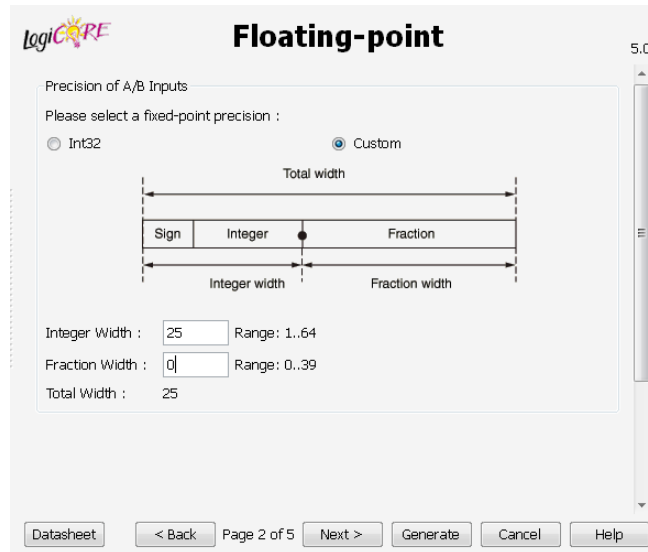 LogiCORE
Floating-point
5.0
Precision of A/B Inputs
Please select a fixed-point precision :
Int32
Custom
Total width
Sign
Integer
Fraction
Integer width
Fraction width
Integer Width :
25
Range: 1..64
Fraction Width :
0
Range: 0..39
Total Width :
25
Datasheet
< Back
Page 2 of 5
Next >
Generate
Cancel
Help